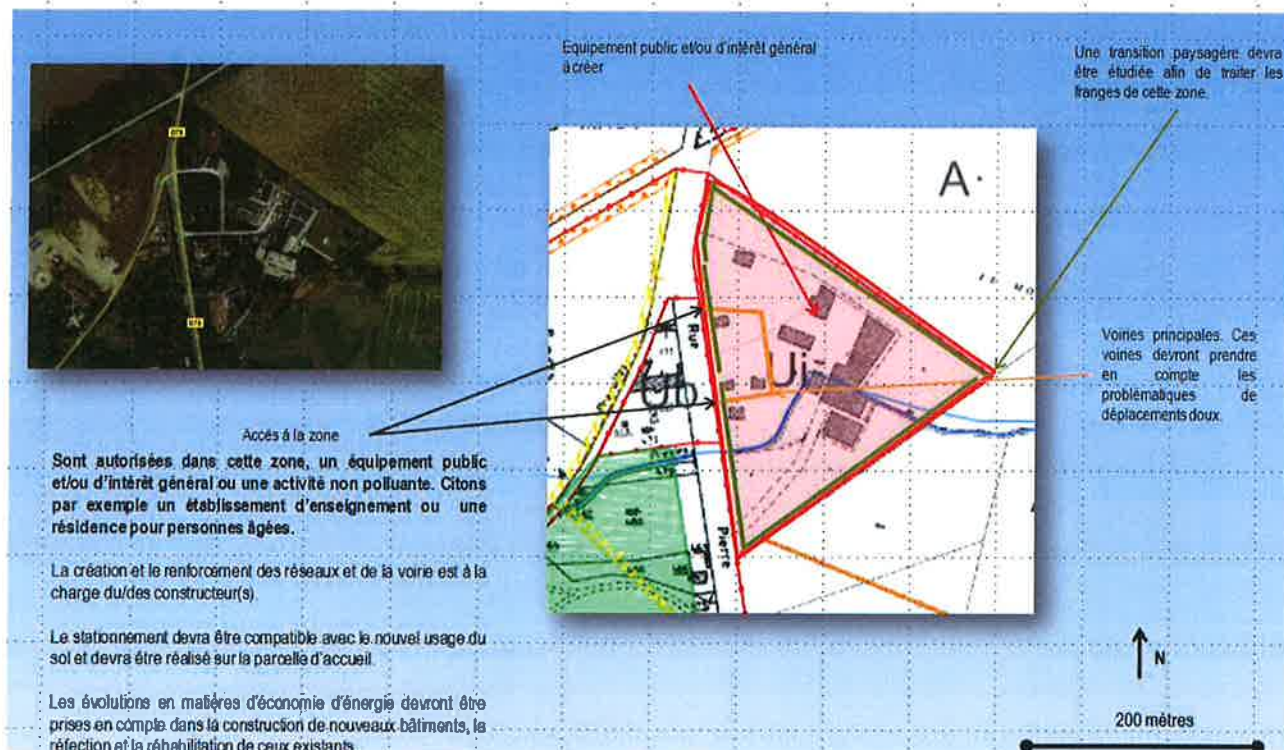 Equipement public et/ou d'intérêt général
à créer
Une transition paysagère devra
être étudiée afin de traiter les
franges de cette zone.
D79
D79
A
Ui
Ub
Rue
Pierre
Voiries principales. Ces
voiries devront prendre
en compte les
problématiques de
déplacements doux.
Accès à la zone
Sont autorisées dans cette zone, un équipement public
et/ou d'intérêt général ou une activité non polluante. Citons
par exemple un établissement d'enseignement ou une
résidence pour personnes âgées.
La création et le renforcement des réseaux et de la voirie est à la
charge du/des constructeur(s)
Le stationnement devra être compatible avec le nouvel usage du
sol et devra être réalisé sur la parcelle d'accueil.
Les évolutions en matières d'économie d'énergie devront être
prises en compte dans la construction de nouveaux bâtiments, la
réfection et la réhabilitation de ceux existants
N
200 mètres